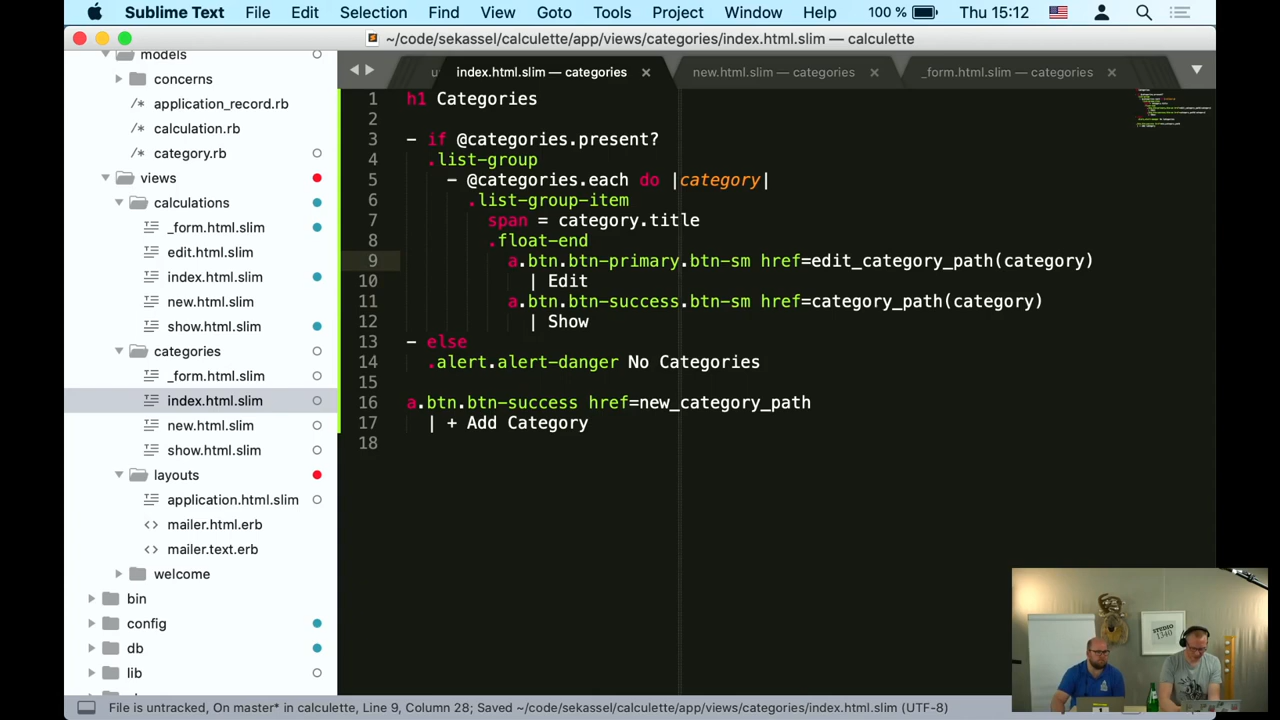 Sublime Text File Edit Selection Find View Goto Tools Project Window Help 100 % Thu 15:12
~/code/sekassel/calculette/app/views/categories/index.html.slim — calculette
models
concerns
application_record.rb
calculation.rb
category.rb
views
calculations
_form.html.slim
edit.html.slim
index.html.slim
new.html.slim
show.html.slim
categories
_form.html.slim
index.html.slim
new.html.slim
show.html.slim
layouts
application.html.slim
mailer.html.erb
mailer.text.erb
welcome
bin
config
db
lib
index.html.slim — categories new.html.slim — categories _form.html.slim — categories
1 h1 Categories
2
3 - if @categories.present?
4 .list-group
5 - @categories.each do |category|
6 .list-group-item
7 span = category.title
8 .float-end
9 a.btn.btn-primary.btn-sm href=edit_category_path(category)
10 | Edit
11 a.btn.btn-success.btn-sm href=category_path(category)
12 | Show
13 - else
14 .alert.alert-danger No Categories
15
16 a.btn.btn-success href=new_category_path
17 | + Add Category
18
STUDIO
1340
File is untracked, On master* in calculette, Line 9, Column 28; Saved ~/code/sekassel/calculette/app/views/categories/index.html.slim (UTF-8)